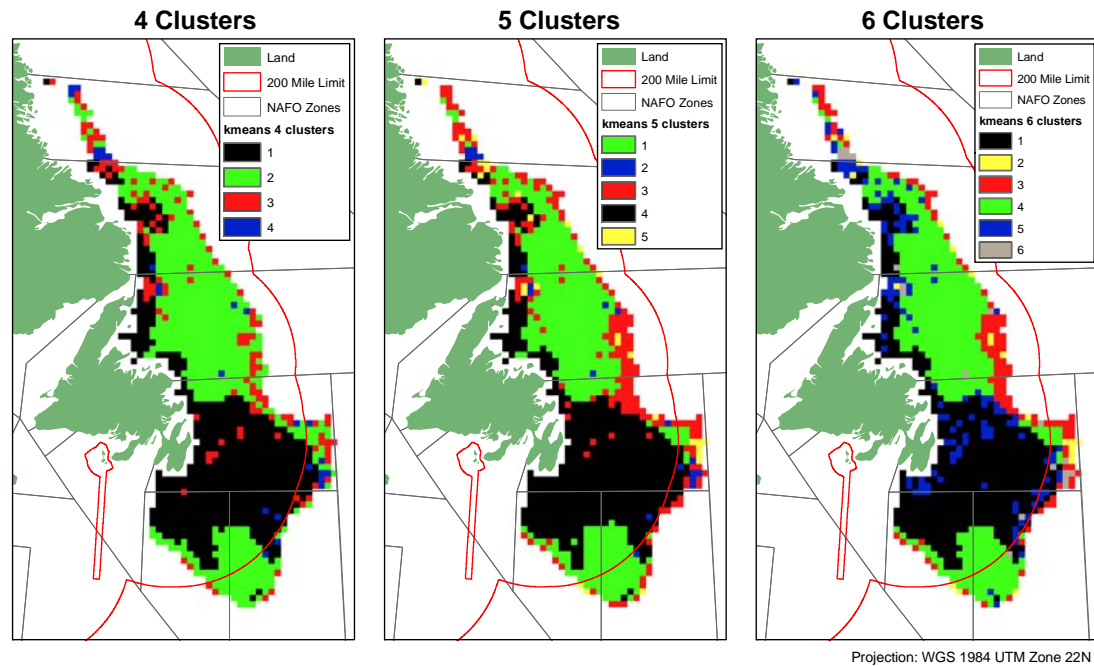 4 Clusters
Land
200 Mile Limit
NAFO Zones
kmeans 4 clusters
1
2
3
4
5 Clusters
Land
200 Mile Limit
NAFO Zones
kmeans 5 clusters
1
2
3
4
5
6 Clusters
Land
200 Mile Limit
NAFO Zones
kmeans 6 clusters
1
2
3
4
5
6
Projection: WGS 1984 UTM Zone 22N